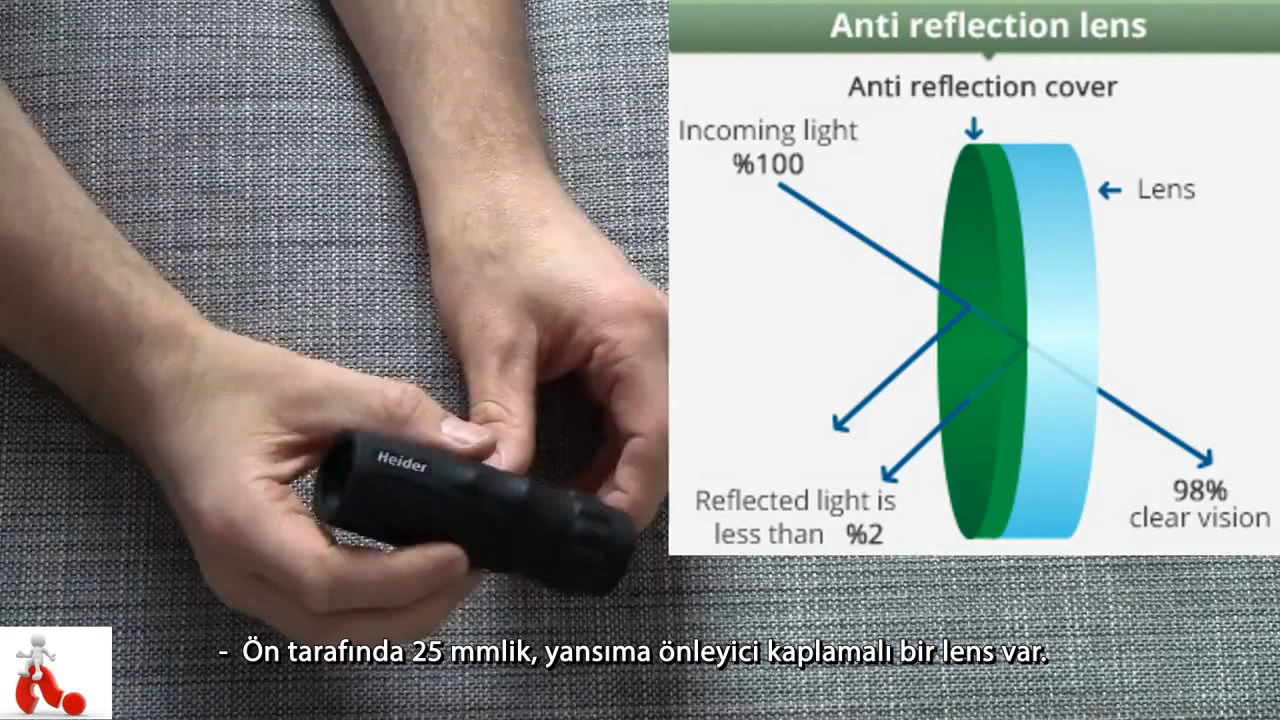 Anti reflection lens
Anti reflection cover
Incoming light
%100
Lens
Heider
Reflected light is
less than %2
98%
clear vision
- Ön tarafında 25 mmlik, yansıma önleyici kaplamalı bir lens var.